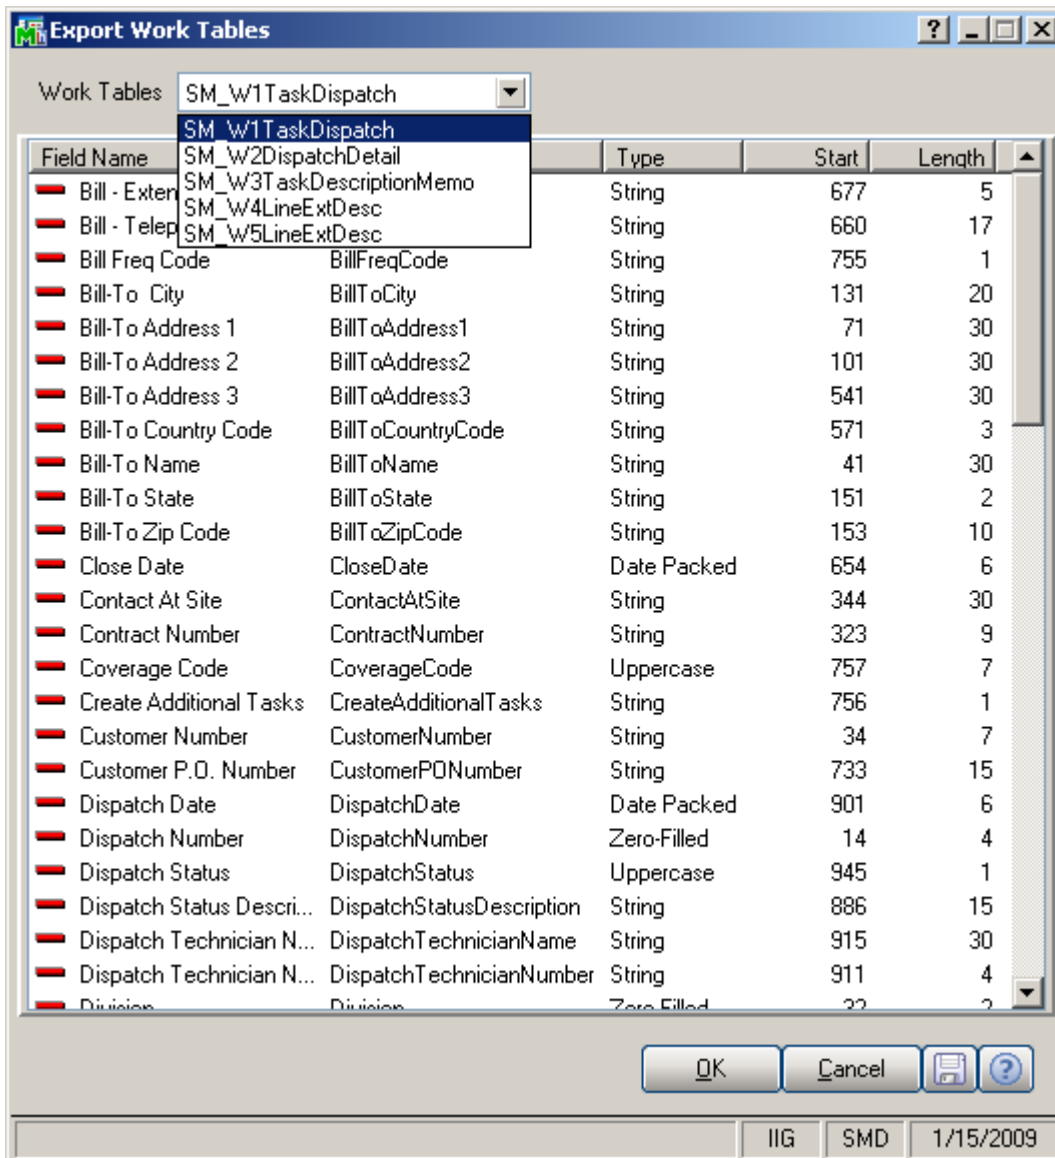 Export Work Tables
Work Tables SM_W1TaskDispatch
SM_W1TaskDispatch
SM_W2DispatchDetail
SM_W3TaskDescriptionMemo
SM_W4LineExtDesc
SM_W5LineExtDesc
Field Name Type Start Length
Bill - Exten String 677 5
Bill - Telep String 660 17
Bill Freq Code BillFreqCode String 755 1
Bill-To  City BillToCity String 131 20
Bill-To Address 1 BillToAddress1 String 71 30
Bill-To Address 2 BillToAddress2 String 101 30
Bill-To Address 3 BillToAddress3 String 541 30
Bill-To Country Code BillToCountryCode String 571 3
Bill-To Name BillToName String 41 30
Bill-To State BillToState String 151 2
Bill-To Zip Code BillToZipCode String 153 10
Close Date CloseDate Date Packed 654 6
Contact At Site ContactAtSite String 344 30
Contract Number ContractNumber String 323 9
Coverage Code CoverageCode Uppercase 757 7
Create Additional Tasks CreateAdditionalTasks String 756 1
Customer Number CustomerNumber String 34 7
Customer P.O. Number CustomerPONumber String 733 15
Dispatch Date DispatchDate Date Packed 901 6
Dispatch Number DispatchNumber Zero-Filled 14 4
Dispatch Status DispatchStatus Uppercase 945 1
Dispatch Status Descri... DispatchStatusDescription String 886 15
Dispatch Technician N... DispatchTechnicianName String 915 30
Dispatch Technician N... DispatchTechnicianNumber String 911 4
Division Division Zero-Filled 32 2
OK Cancel
IIG SMD 1/15/2009